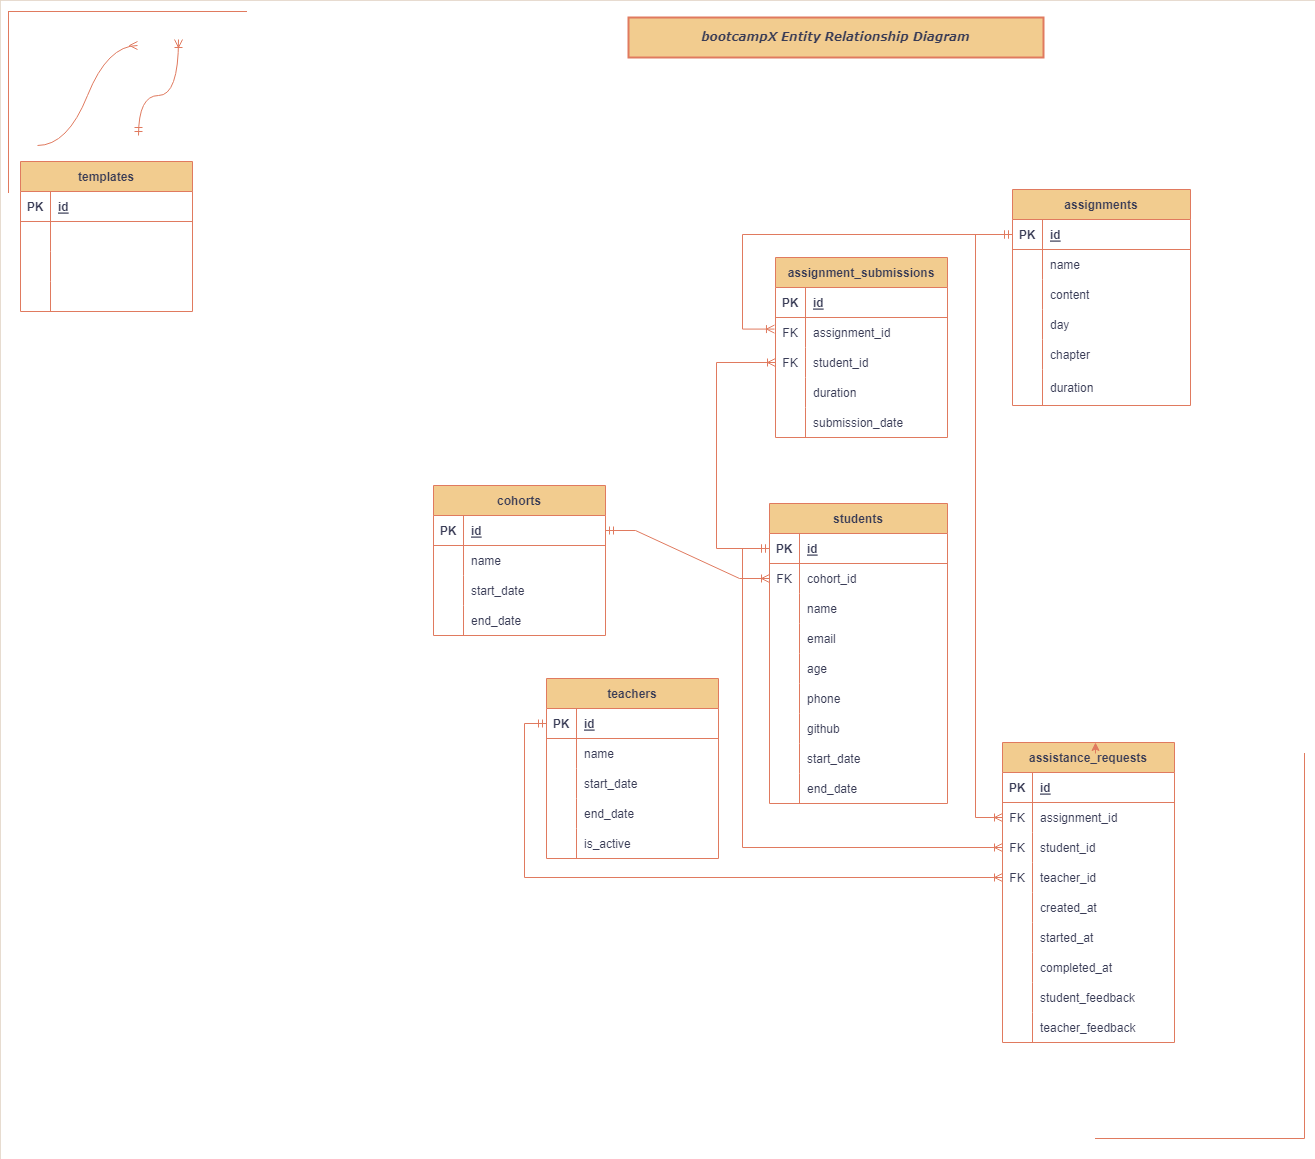 bootcampX Entity Relationship Diagram
templates
PK id
assignments
PK id
name
content
day
chapter
duration
assignment_submissions
PK id
FK assignment_id
FK student_id
duration
submission_date
cohorts
PK id
name
start_date
end_date
students
PK id
FK cohort_id
name
email
age
phone
github
start_date
end_date
teachers
PK id
name
start_date
end_date
is_active
assistance_requests
PK id
FK assignment_id
FK student_id
FK teacher_id
created_at
started_at
completed_at
student_feedback
teacher_feedback